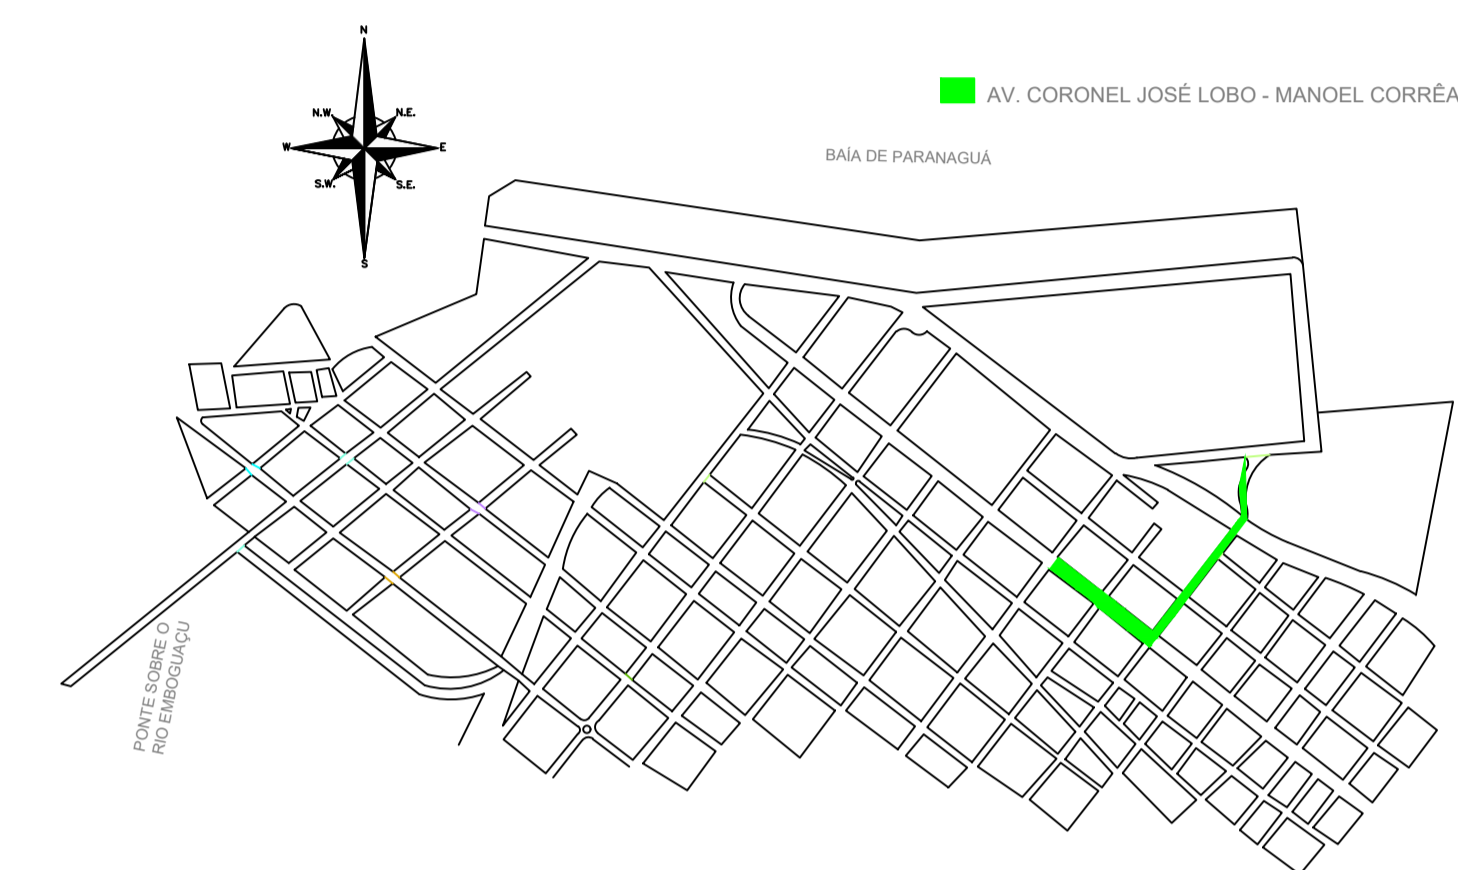 N
N.W.
N.E.
W
E
S.W.
S.E.
S
AV. CORONEL JOSÉ LOBO - MANOEL CORRÊA
BAÍA DE PARANAGUÁ
PONTE SOBRE O
RIO EMBOGUAÇU